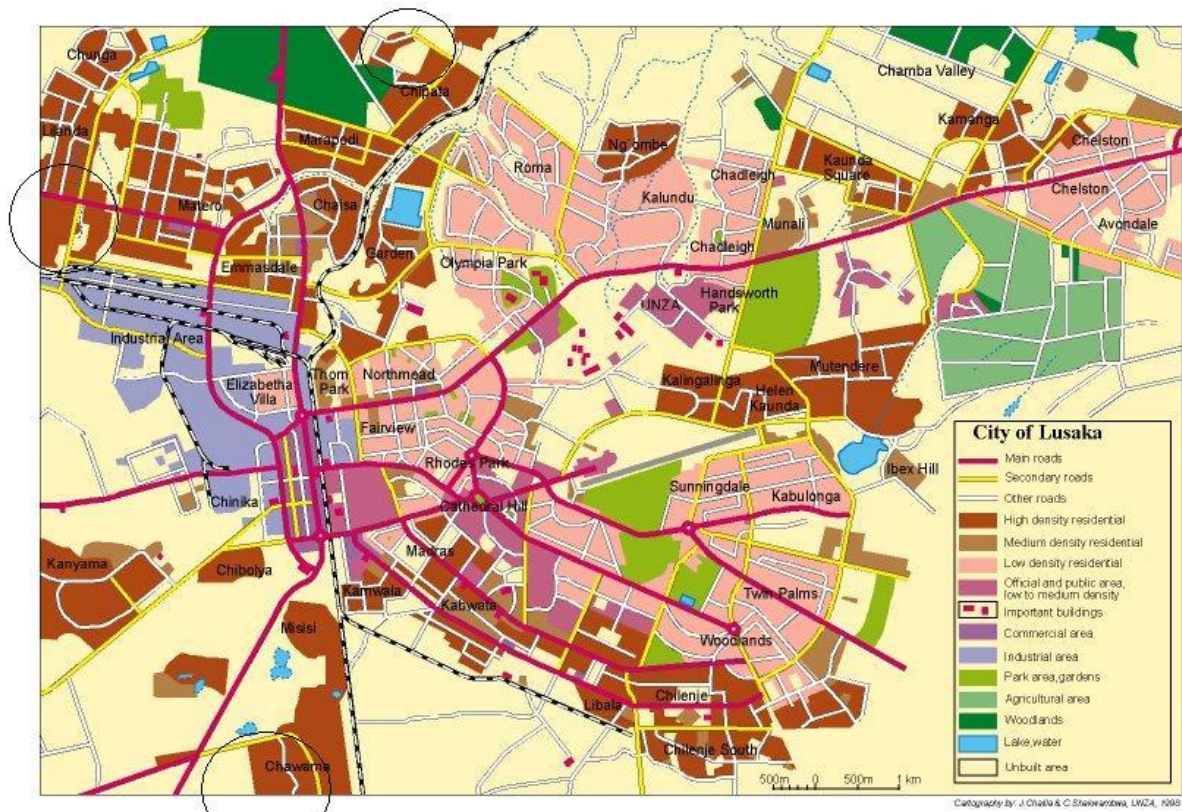 Chunga
Chipata
Chamba Valley
Lilanda
Marapodi
Kamanga
Chelston
Ng'ombe
Roma
Kaunda
Square
Chadleigh
Kalundu
Chelston
Matero
Chaisa
Munali
Avondale
Garden
Chadleigh
Emmasdale
Olympia Park
UNZA
Handsworth
Park
Industrial Area
Thorn
Park
Northmead
Mutendere
Elizabetha
Villa
Kalingalinga
Helen
Kaunda
Fairview
Rhodes Park
Ibex Hill
Sunningdale
Kabulonga
Chinika
Cathedral Hill
Madras
Kanyama
Chibolya
Kamwala
Kabwata
Twin Palms
Misisi
Woodlands
Libala
Chilenje
Chilenje South
Chawama
City of Lusaka
Main roads
Secondary roads
Other roads
High density residential
Medium density residential
Low density residential
Official and public area,
low to medium density
Important buildings
Commercial area
Industrial area
Park area,gardens
Agricultural area
Woodlands
Lake,water
Unbuilt area
500m 0 500m 1 km